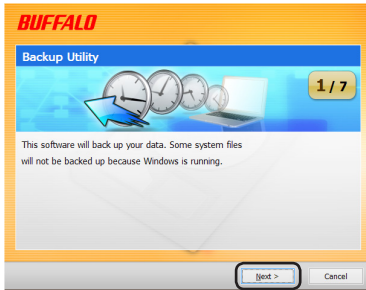 BUFFALO
Backup Utility
1/7
This software will back up your data. Some system files
will not be backed up because Windows is running.
Next >
Cancel